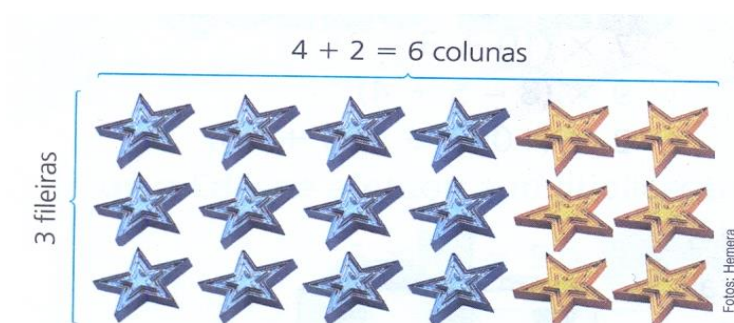 4 + 2 = 6 colunas
3 fileiras
Fotos: Hemera